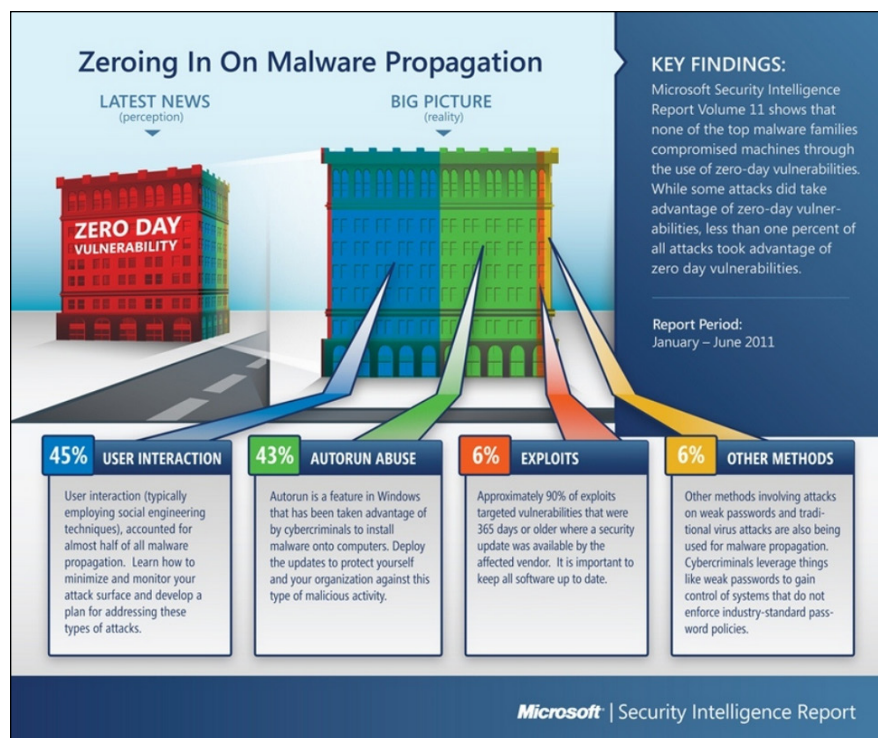 Zeroing In On Malware Propagation
LATEST NEWS
(perception)
BIG PICTURE
(reality)
ZERO DAY
VULNERABILITY
KEY FINDINGS:
Microsoft Security Intelligence
Report Volume 11 shows that
none of the top malware families
compromised machines through
the use of zero-day vulnerabilities.
While some attacks did take
advantage of zero-day vulner-
abilities, less than one percent of
all attacks took advantage of
zero day vulnerabilities.
Report Period:
January – June 2011
45% USER INTERACTION
User interaction (typically
employing social engineering
techniques), accounted for
almost half of all malware
propagation. Learn how to
minimize and monitor your
attack surface and develop a
plan for addressing these
types of attacks.
43% AUTORUN ABUSE
Autorun is a feature in Windows
that has been taken advantage of
by cybercriminals to install
malware onto computers. Deploy
the updates to protect yourself
and your organization against this
type of malicious activity.
6% EXPLOITS
Approximately 90% of exploits
targeted vulnerabilities that were
365 days or older where a security
update was available by the
affected vendor. It is important to
keep all software up to date.
6% OTHER METHODS
Other methods involving attacks
on weak passwords and tradi-
tional virus attacks are also being
used for malware propagation.
Cybercriminals leverage things
like weak passwords to gain
control of systems that do not
enforce industry-standard pass-
word policies.
Microsoft | Security Intelligence Report